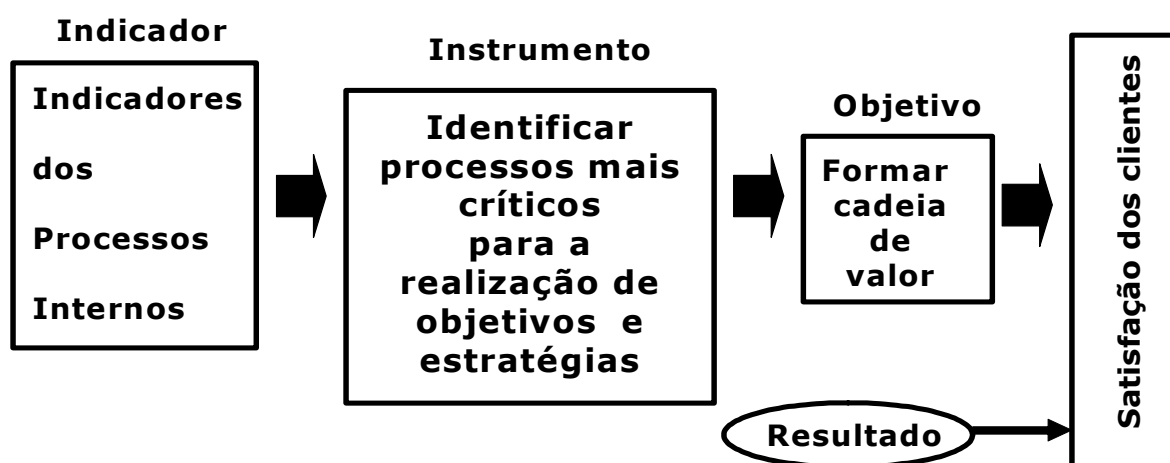 Indicador
Indicadores
dos
Processos
Internos
Instrumento
Identificar
processos mais
críticos
para a
realização de
objetivos e
estratégias
Objetivo
Formar
cadeia
de
valor
Satisfação dos clientes
Resultado